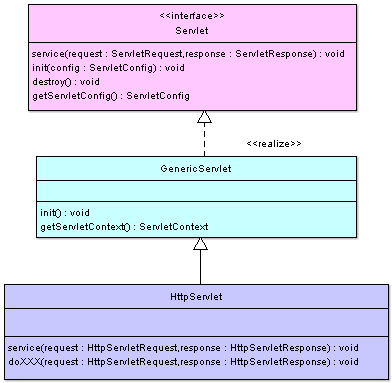 <<interface>>
Servlet
service(request : ServletRequest,response : ServletResponse) : void
init(config : ServletConfig) : void
destroy() : void
getServletConfig() : ServletConfig
<<realize>>
GenericServlet
init() : void
getServletContext() : ServletContext
HttpServlet
service(request : HttpServletRequest,response : HttpServletResponse) : void
doXXX(request : HttpServletRequest,response : HttpServletResponse) : void